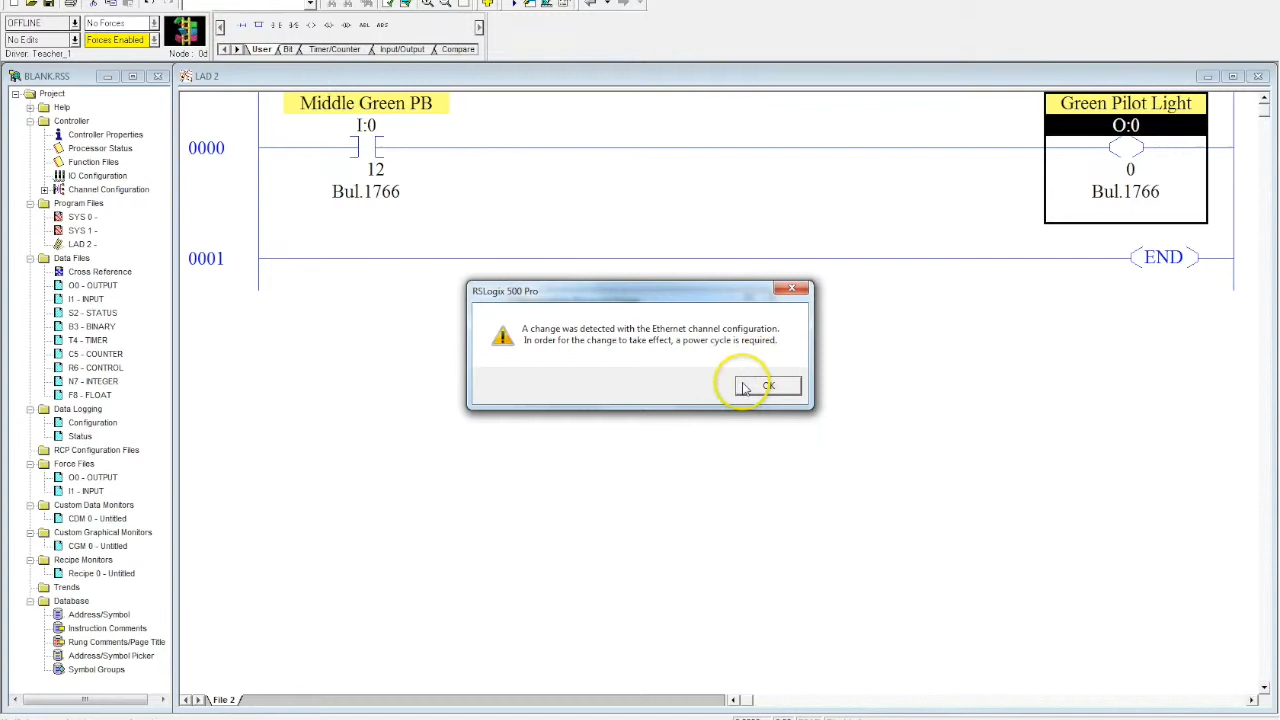 OFFLINE
No Forces
No Edits
Forces Enabled
Driver: Teacher_1
Node : 0d
ABL
User
Bit
Timer/Counter
Input/Output
Compare
BLANK.RSS
Project
Help
Controller
Controller Properties
Processor Status
Function Files
IO Configuration
Channel Configuration
Program Files
SYS 0 -
SYS 1 -
LAD 2 -
Data Files
Cross Reference
O0 - OUTPUT
I1 - INPUT
S2 - STATUS
B3 - BINARY
T4 - TIMER
C5 - COUNTER
R6 - CONTROL
N7 - INTEGER
F8 - FLOAT
Data Logging
Configuration
Status
RCP Configuration Files
Force Files
O0 - OUTPUT
I1 - INPUT
Custom Data Monitors
CDM 0 - Untitled
Custom Graphical Monitors
CGM 0 - Untitled
Recipe Monitors
Recipe 0 - Untitled
Trends
Database
Address/Symbol
Instruction Comments
Rung Comments/Page Title
Address/Symbol Picker
Symbol Groups
LAD 2
Middle Green PB
I:0
0000
12
Bul.1766
Green Pilot Light
O:0
0
Bul.1766
0001
END
RSLogix 500 Pro
A change was detected with the Ethernet channel configuration.
In order for the change to take effect, a power cycle is required.
OK
File 2